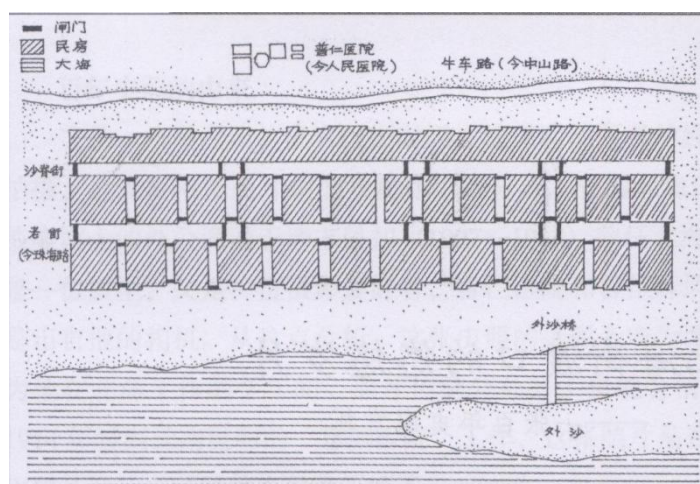 闸门
民房
大海
普仁医院
(今人民医院)
牛车路(今中山路)
沙脊街
老街
(今珠海路)
外沙桥
外沙